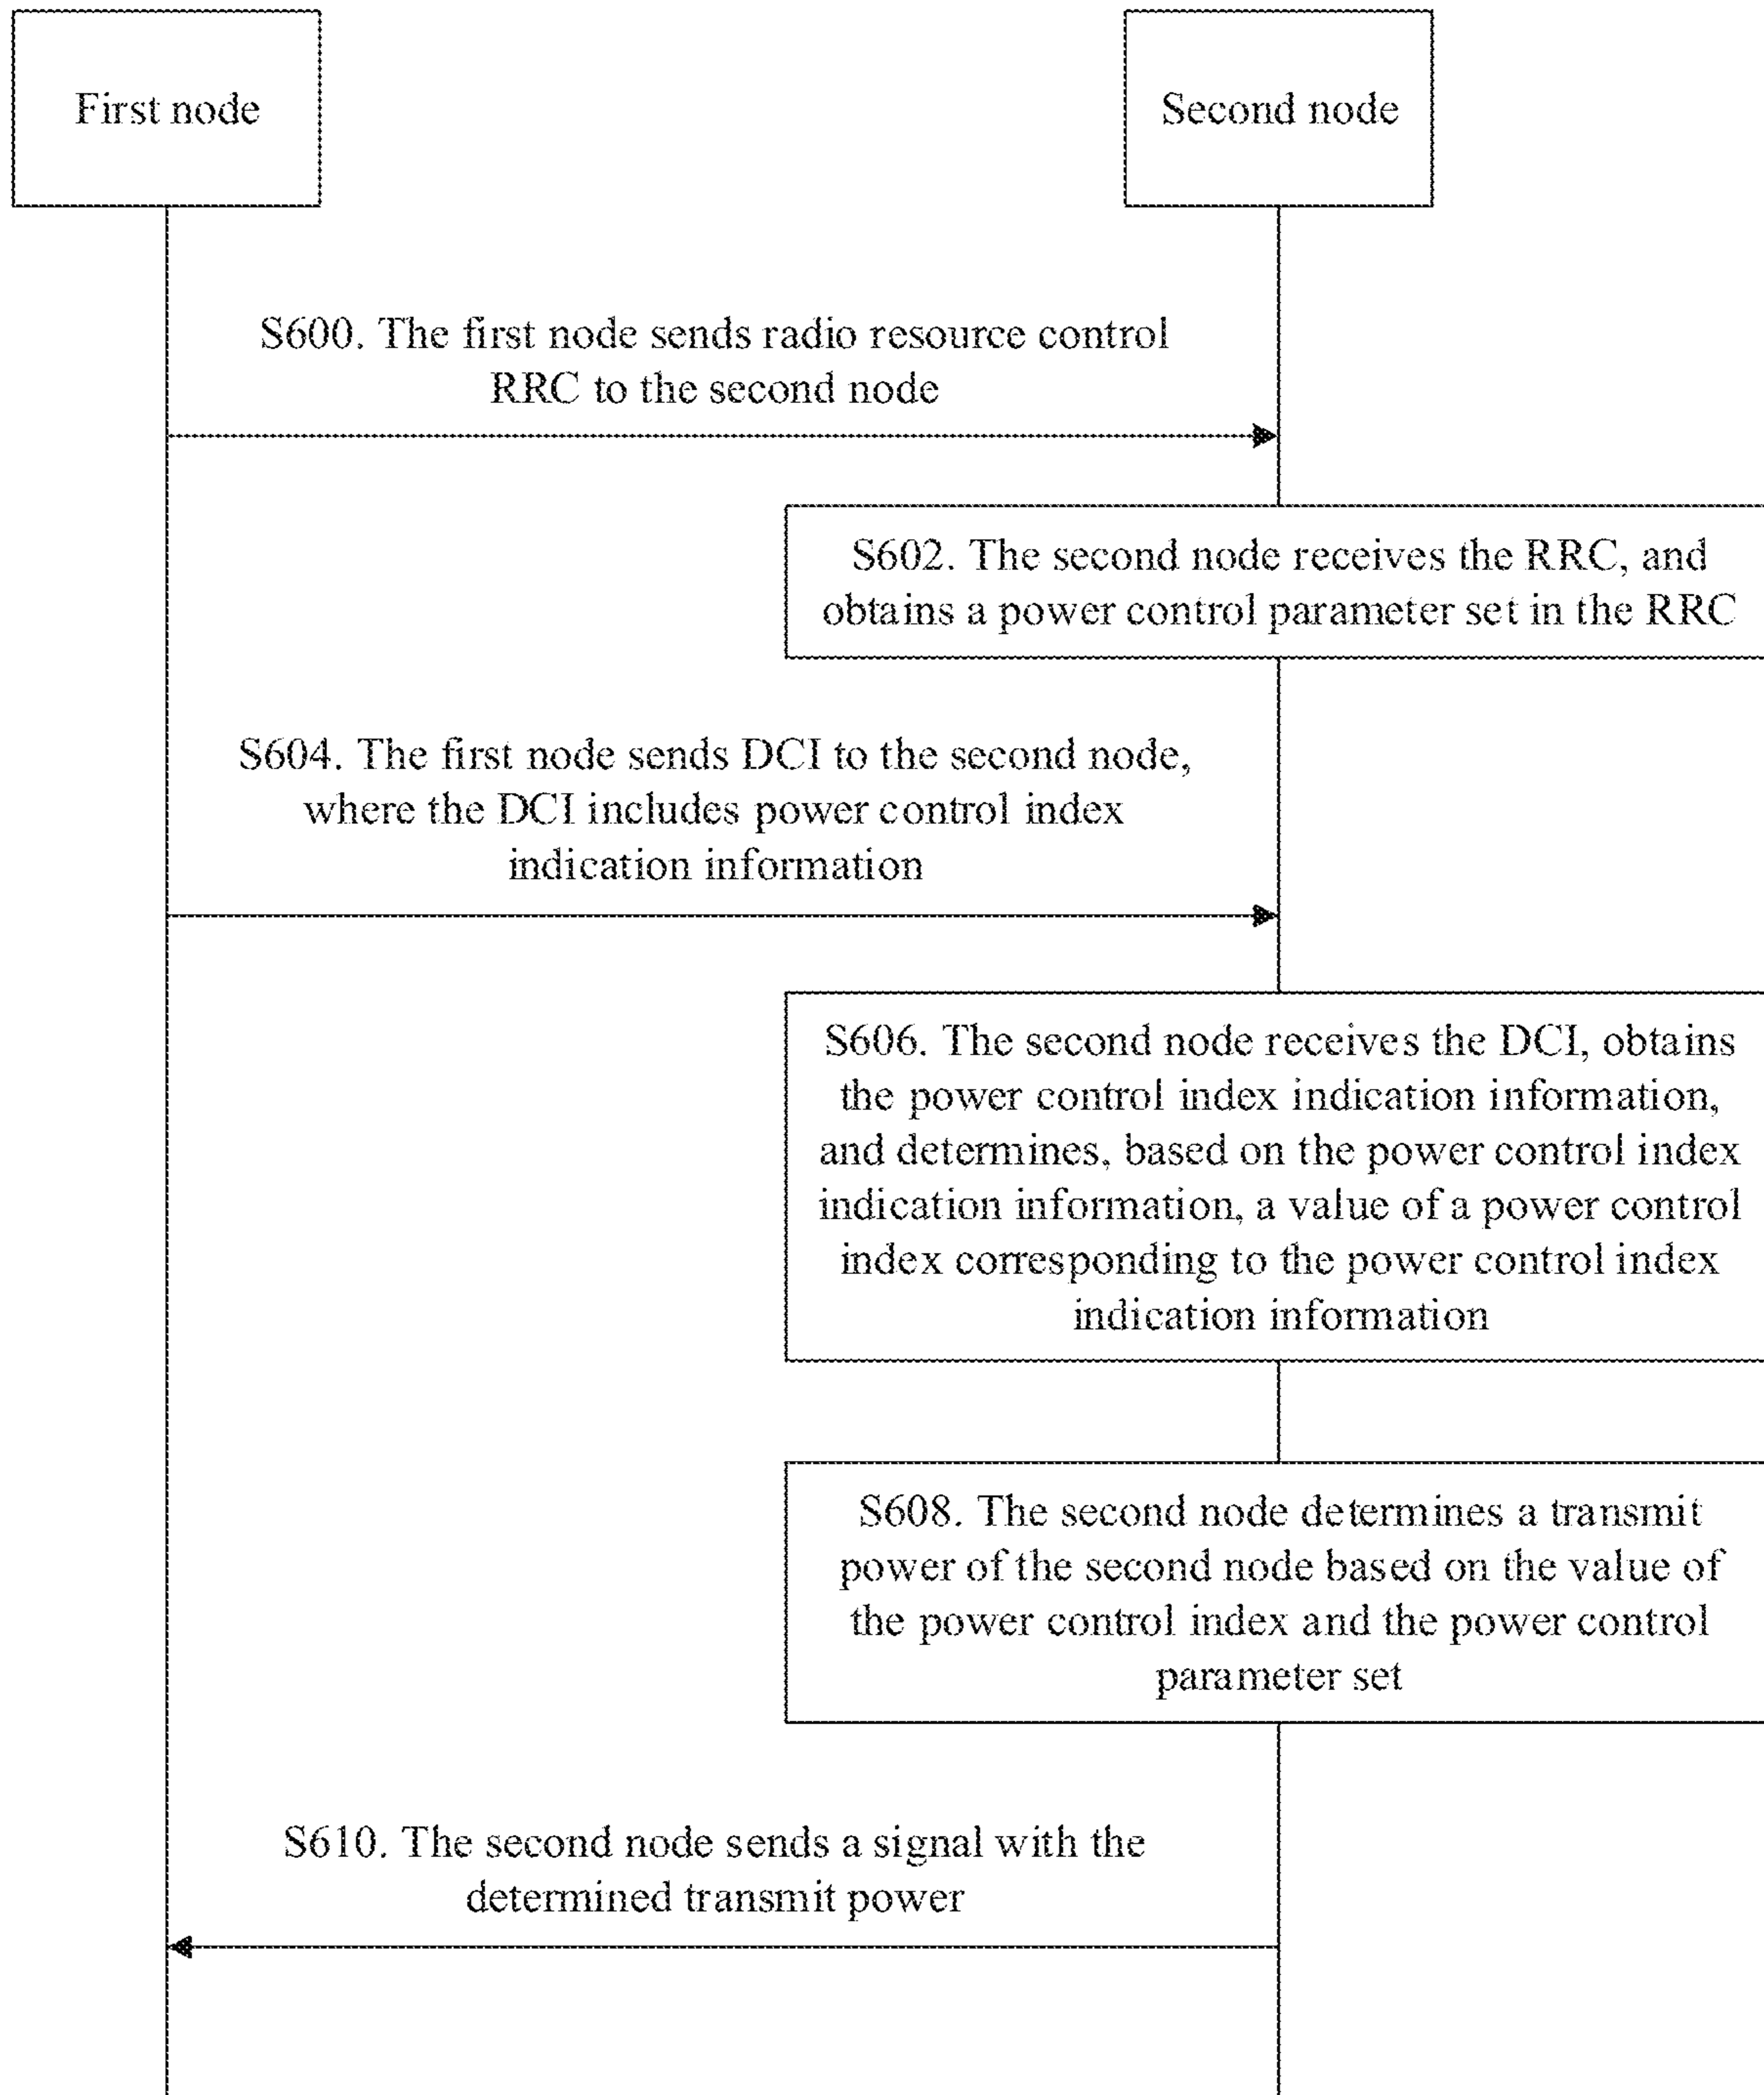 First node
Second node
S600. The first node sends radio resource control
RRC to the second node
S602. The second node receives the RRC, and
obtains a power control parameter set in the RRC
S604. The first node sends DCI to the second node,
where the DCI includes power control index
indication information
S606. The second node receives the DCI, obtains
the power control index indication information,
and determines, based on the power control index
indication information, a value of a power control
index corresponding to the power control index
indication information
S608. The second node determines a transmit
power of the second node based on the value of
the power control index and the power control
parameter set
S610. The second node sends a signal with the
determined transmit power